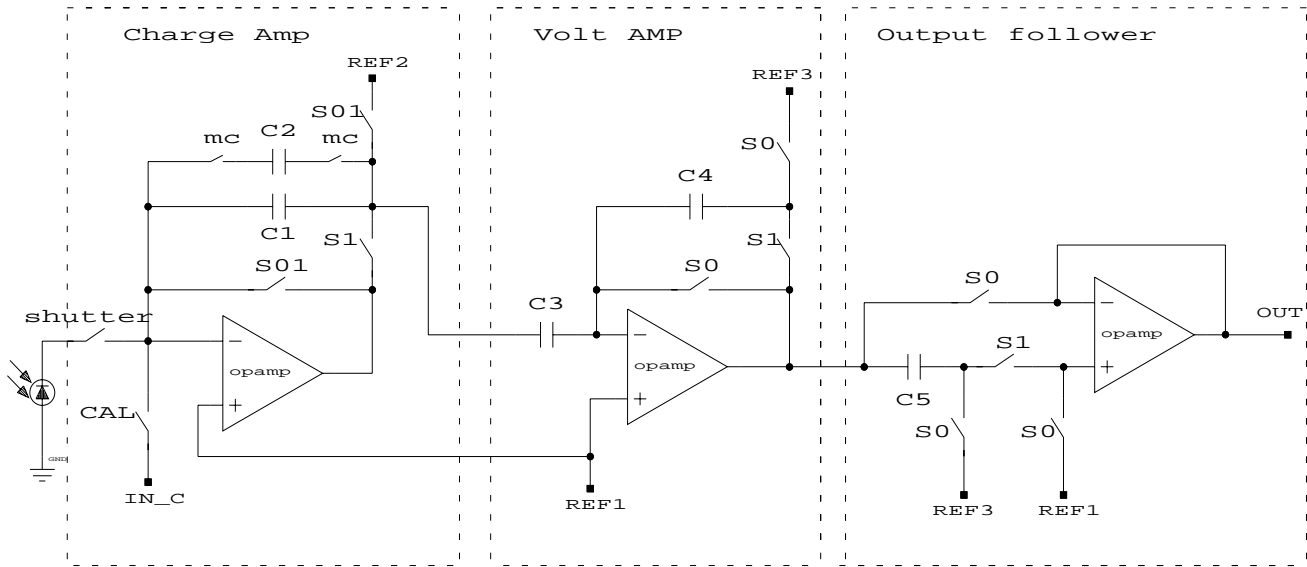 Charge Amp
Volt AMP
Output follower
REF2
REF3
S01
mc
C2
mc
S0
C4
C1
S1
S1
S01
S0
S0
C3
shutter
OUT
opamp
opamp
opamp
S1
C5
CAL
S0
S0
GND
IN_C
REF1
REF3
REF1